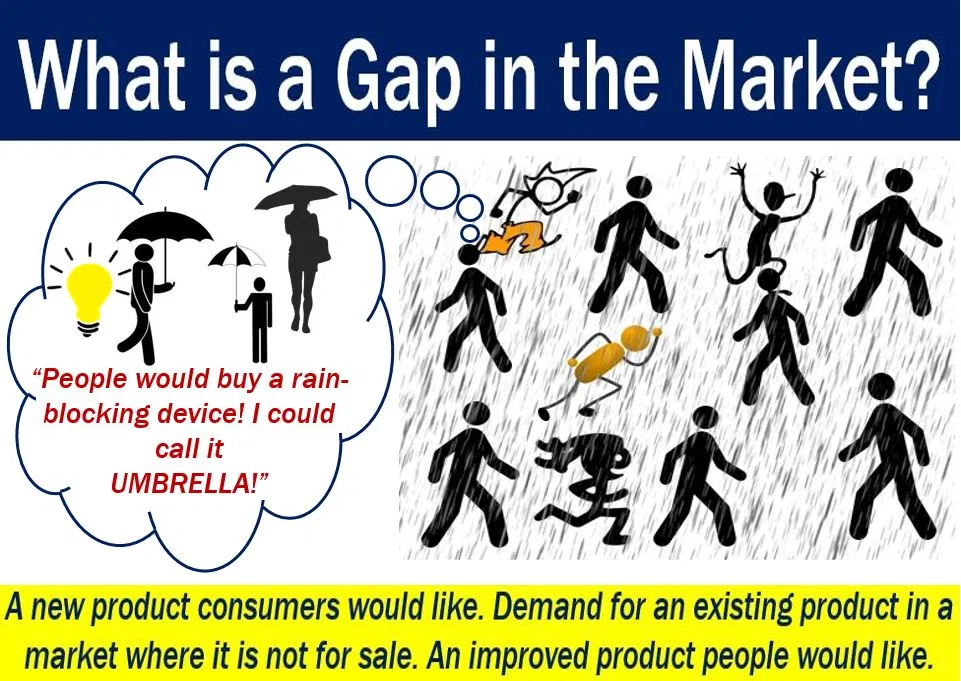 What is a Gap in the Market?
“People would buy a rain-
blocking device! I could
call it
UMBRELLA!”
A new product consumers would like. Demand for an existing product in a
market where it is not for sale. An improved product people would like.